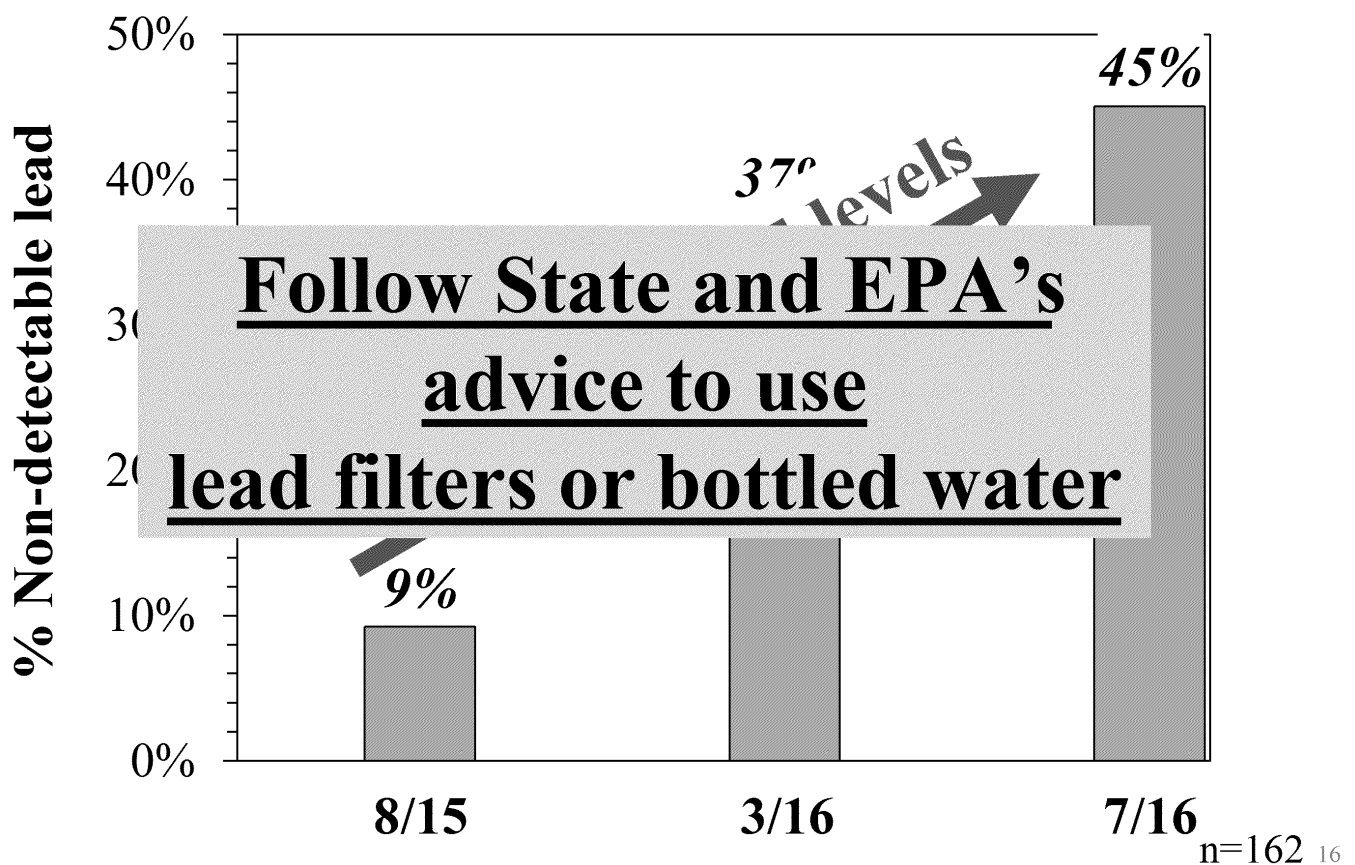 50%
45%
40%
levels
% Non-detectable lead
Follow State and EPA’s
advice to use
lead filters or bottled water
9%
10%
0%
8/15
3/16
7/16
n=162
16